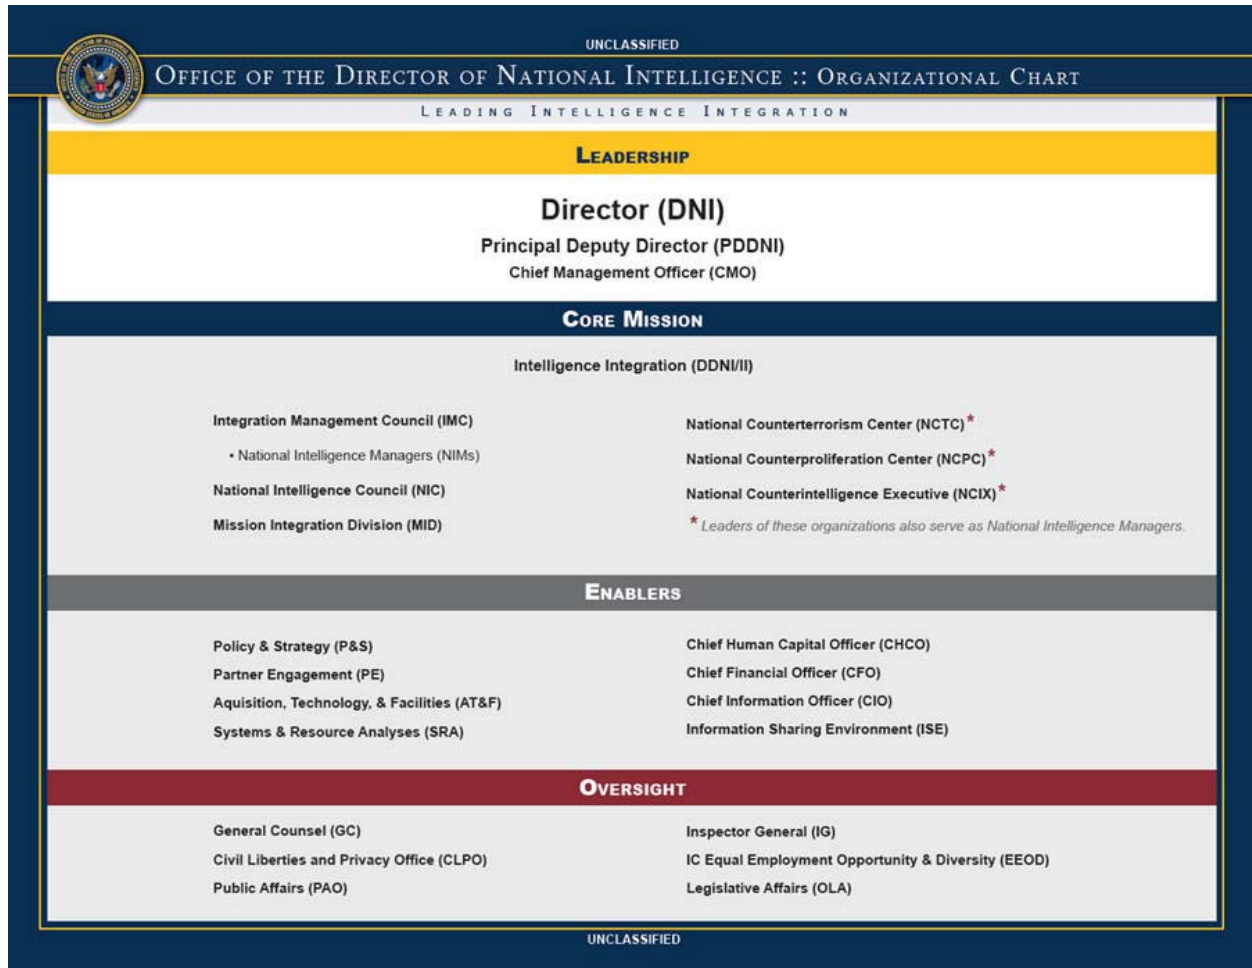 UNCLASSIFIED
OFFICE OF THE DIRECTOR OF NATIONAL INTELLIGENCE :: ORGANIZATIONAL CHART
LEADING INTELLIGENCE INTEGRATION
LEADERSHIP
Director (DNI)
Principal Deputy Director (PDDNI)
Chief Management Officer (CMO)
CORE MISSION
Intelligence Integration (DDNI/II)
Integration Management Council (IMC)
• National Intelligence Managers (NIMs)
National Intelligence Council (NIC)
Mission Integration Division (MID)
National Counterterrorism Center (NCTC)*
National Counterproliferation Center (NCPC)*
National Counterintelligence Executive (NCIX)*
* Leaders of these organizations also serve as National Intelligence Managers.
ENABLERS
Policy & Strategy (P&S)
Partner Engagement (PE)
Aquisition, Technology, & Facilities (AT&F)
Systems & Resource Analyses (SRA)
Chief Human Capital Officer (CHCO)
Chief Financial Officer (CFO)
Chief Information Officer (CIO)
Information Sharing Environment (ISE)
OVERSIGHT
General Counsel (GC)
Civil Liberties and Privacy Office (CLPO)
Public Affairs (PAO)
Inspector General (IG)
IC Equal Employment Opportunity & Diversity (EEOD)
Legislative Affairs (OLA)
UNCLASSIFIED